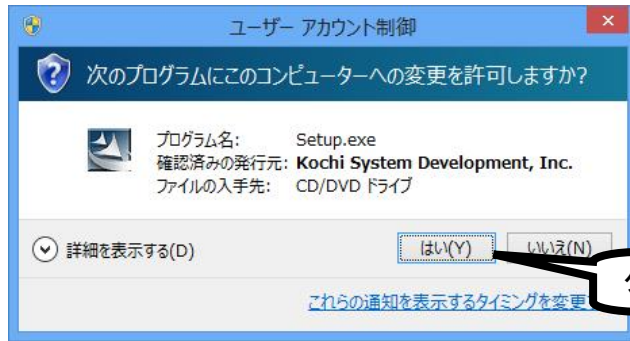 ユーザー アカウント制御
次のプログラムにこのコンピューターへの変更を許可しますか?
プログラム名: Setup.exe
確認済みの発行元: Kochi System Development, Inc.
ファイルの入手先: CD/DVD ドライブ
詳細を表示する(D) はい(Y) いいえ(N)
これらの通知を表示するタイミングを変更